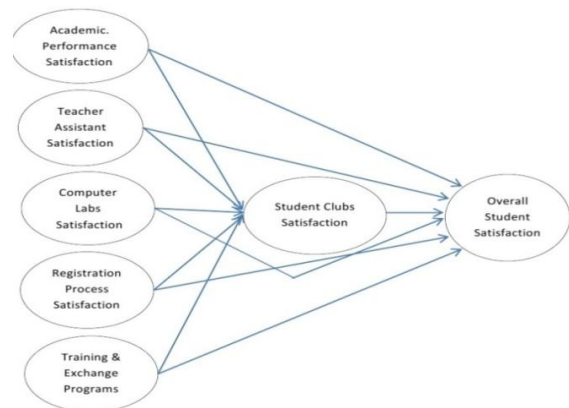 Academic.
Performance
Satisfaction
Teacher
Assistant
Satisfaction
Computer
Labs
Satisfaction
Student Clubs
Satisfaction
Overall
Student
Satisfaction
Registration
Process
Satisfaction
Training &
Exchange
Programs